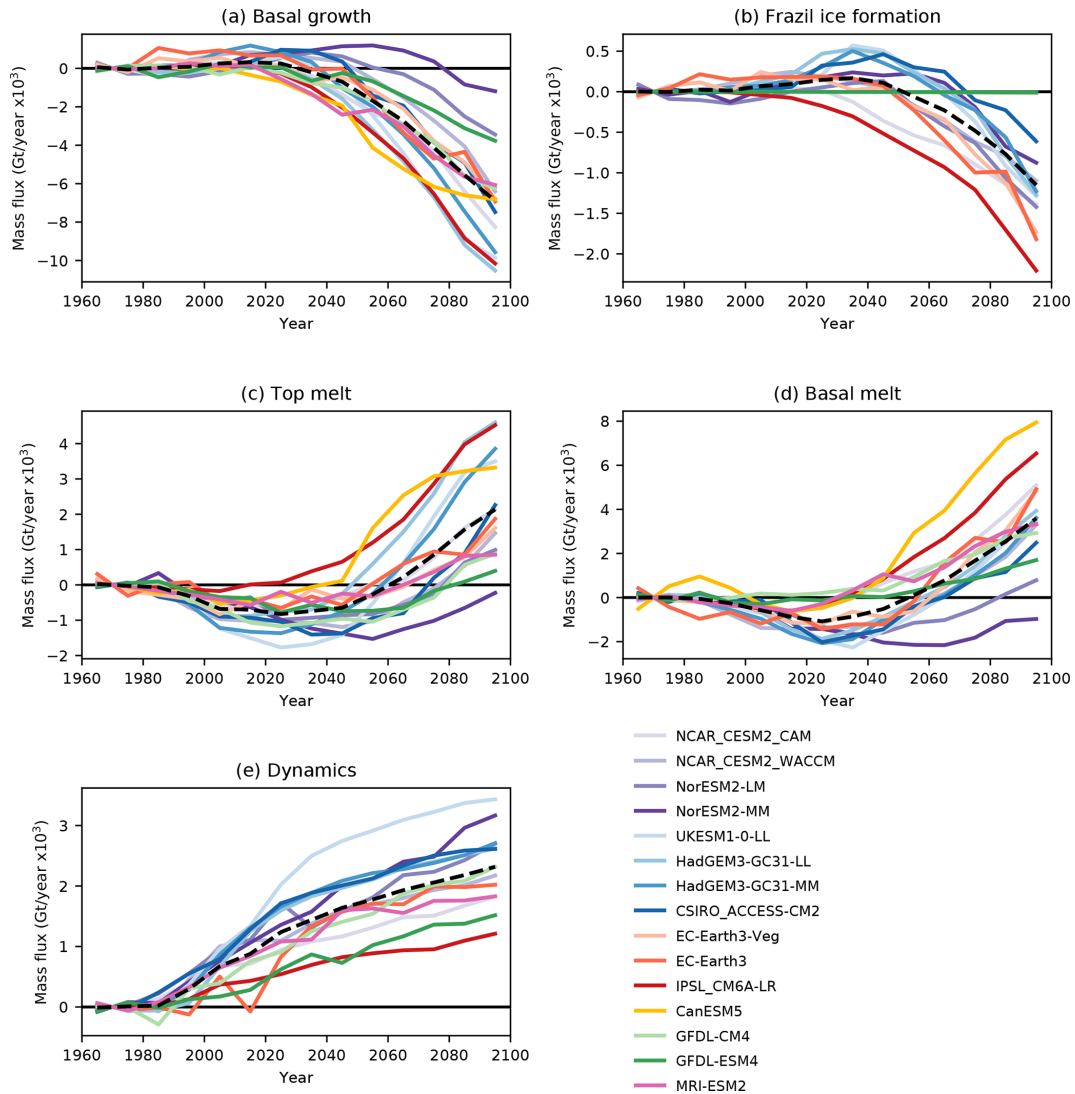 (a) Basal growth
Mass flux (Gt/year x10³)
0
−2
−4
−6
−8
−10
1960 1980 2000 2020 2040 2060 2080 2100
Year
(b) Frazil ice formation
Mass flux (Gt/year x10³)
0.5
0.0
−0.5
−1.0
−1.5
−2.0
1960 1980 2000 2020 2040 2060 2080 2100
Year
(c) Top melt
Mass flux (Gt/year x10³)
4
3
2
1
0
−1
−2
1960 1980 2000 2020 2040 2060 2080 2100
Year
(d) Basal melt
Mass flux (Gt/year x10³)
8
6
4
2
0
−2
1960 1980 2000 2020 2040 2060 2080 2100
Year
(e) Dynamics
Mass flux (Gt/year x10³)
3
2
1
0
1960 1980 2000 2020 2040 2060 2080 2100
Year
NCAR_CESM2_CAM
NCAR_CESM2_WACCM
NorESM2-LM
NorESM2-MM
UKESM1-0-LL
HadGEM3-GC31-LL
HadGEM3-GC31-MM
CSIRO_ACCESS-CM2
EC-Earth3-Veg
EC-Earth3
IPSL_CM6A-LR
CanESM5
GFDL-CM4
GFDL-ESM4
MRI-ESM2